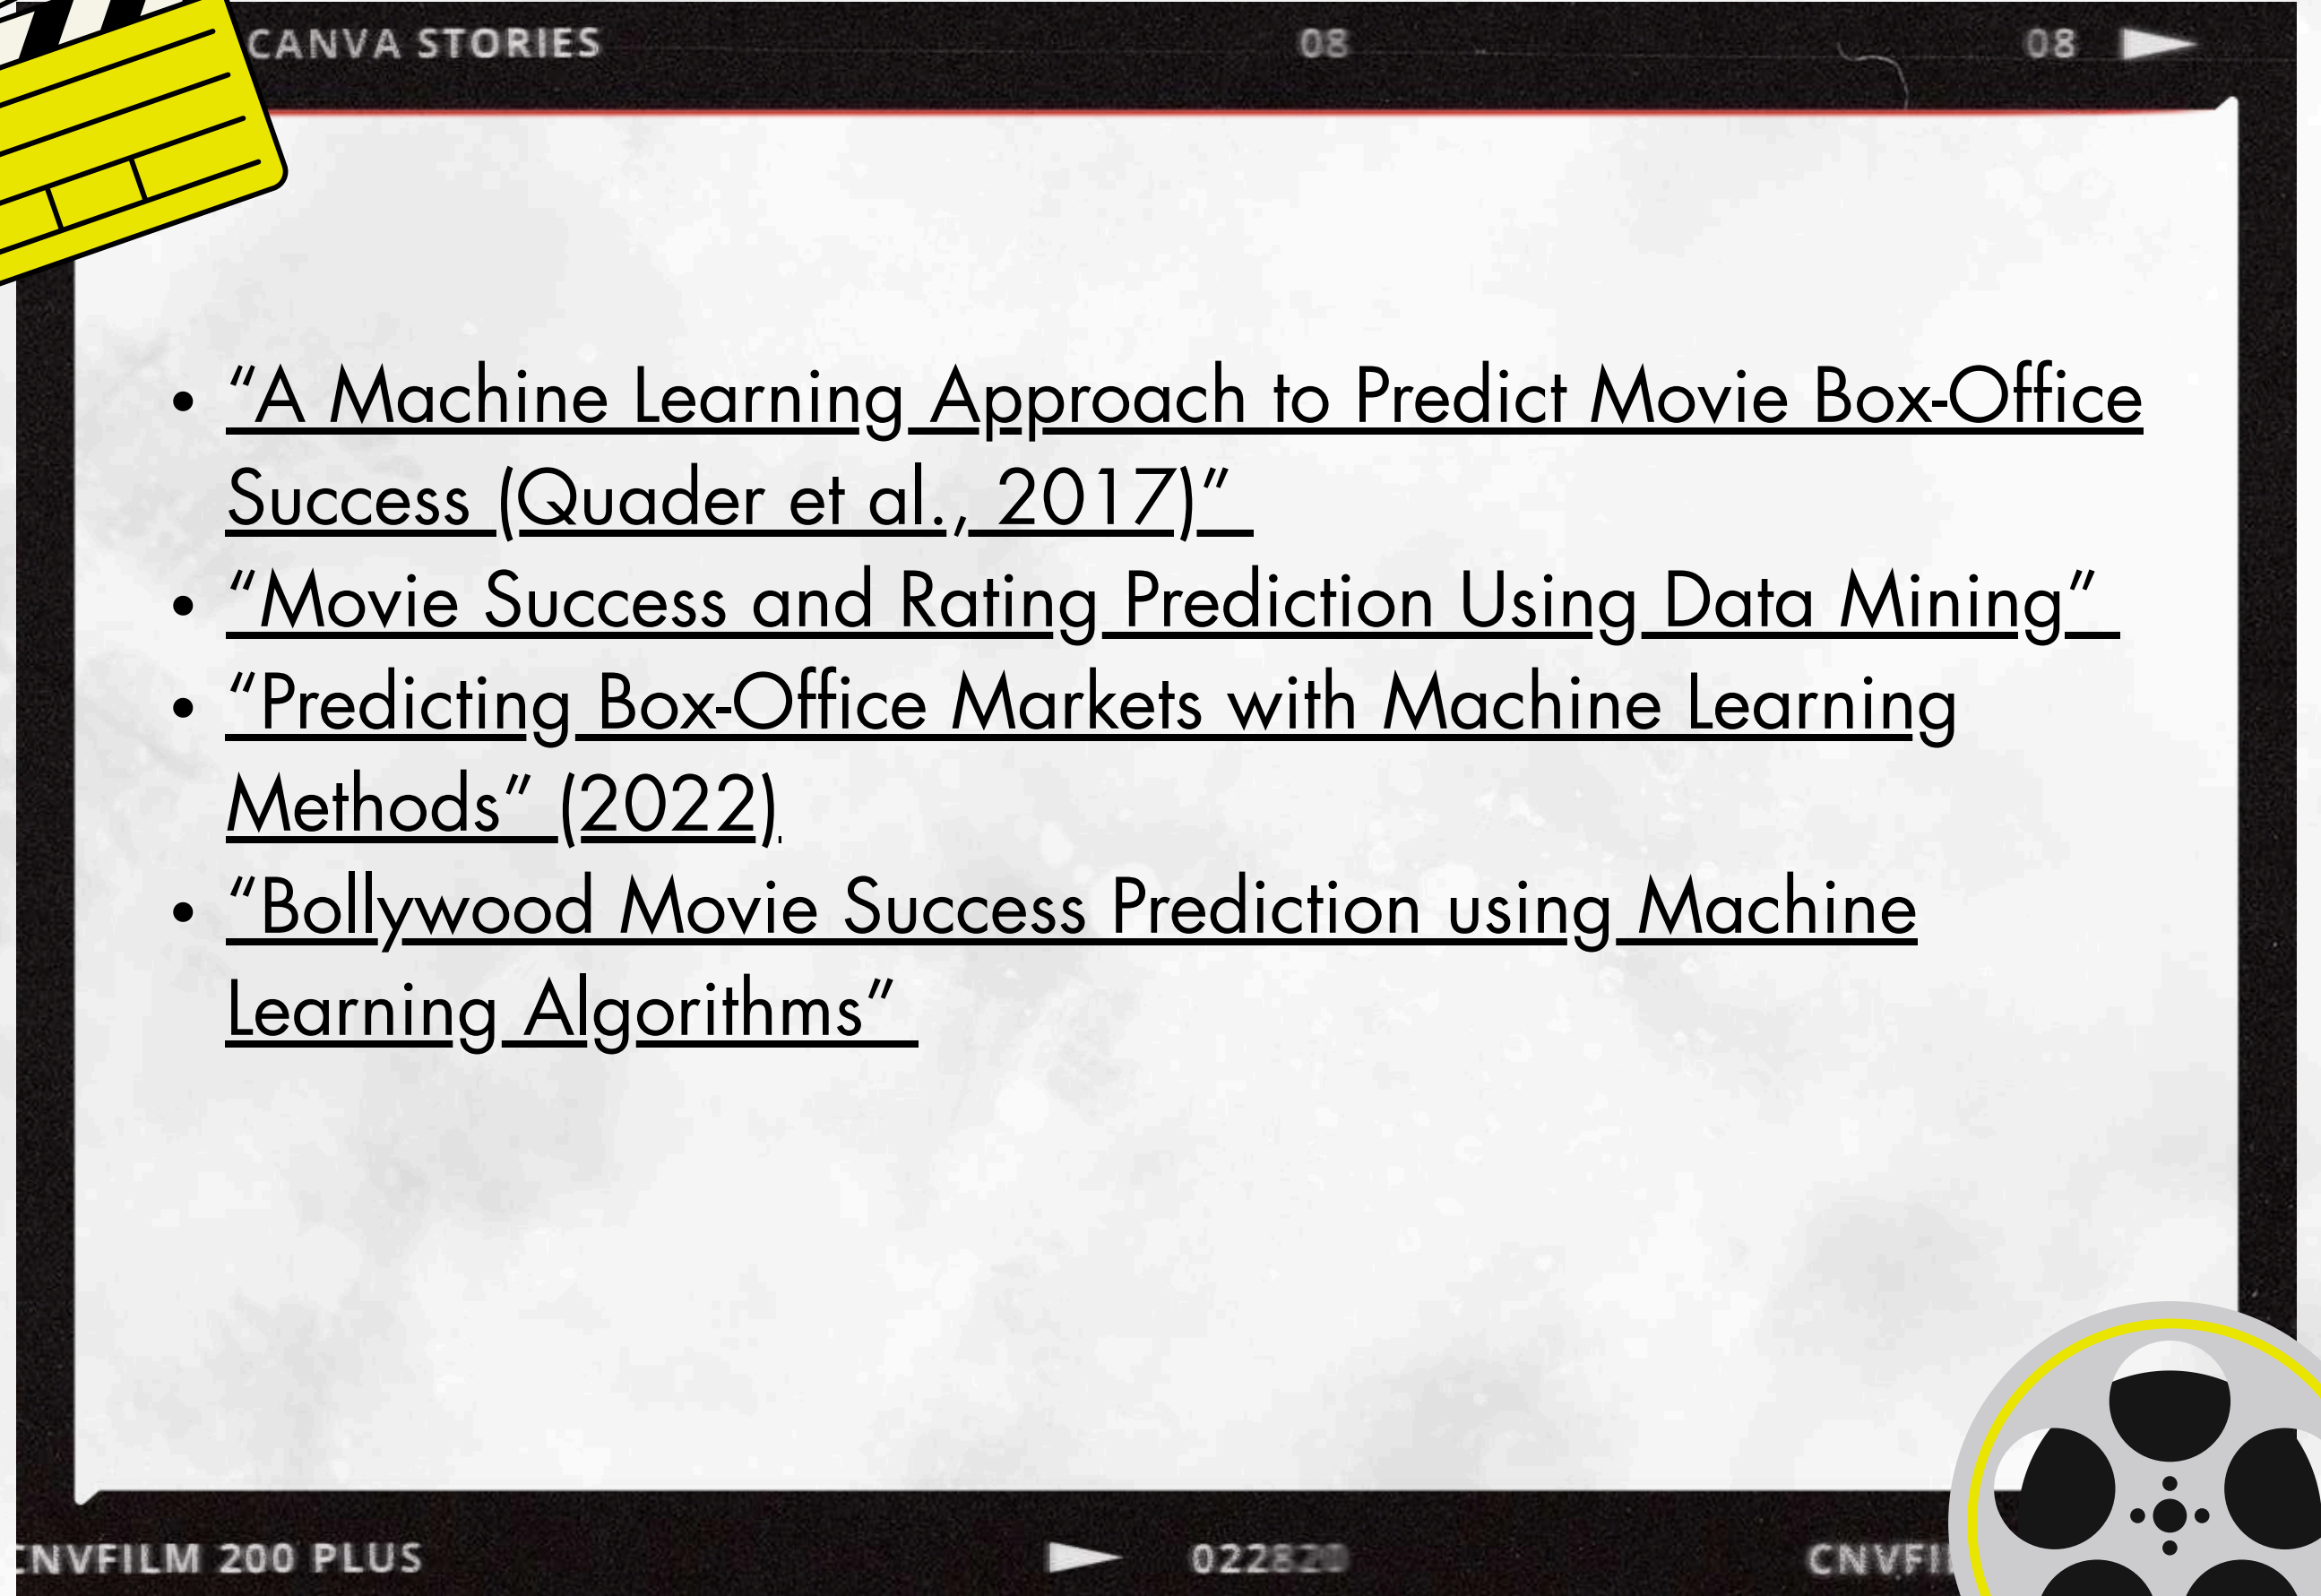 CANVA STORIES 08 08
• “A Machine Learning Approach to Predict Movie Box-Office
Success (Quader et al., 2017)”
• “Movie Success and Rating Prediction Using Data Mining”
• “Predicting Box-Office Markets with Machine Learning
Methods” (2022)
• “Bollywood Movie Success Prediction using Machine
Learning Algorithms”
CNVFILM 200 PLUS 022820